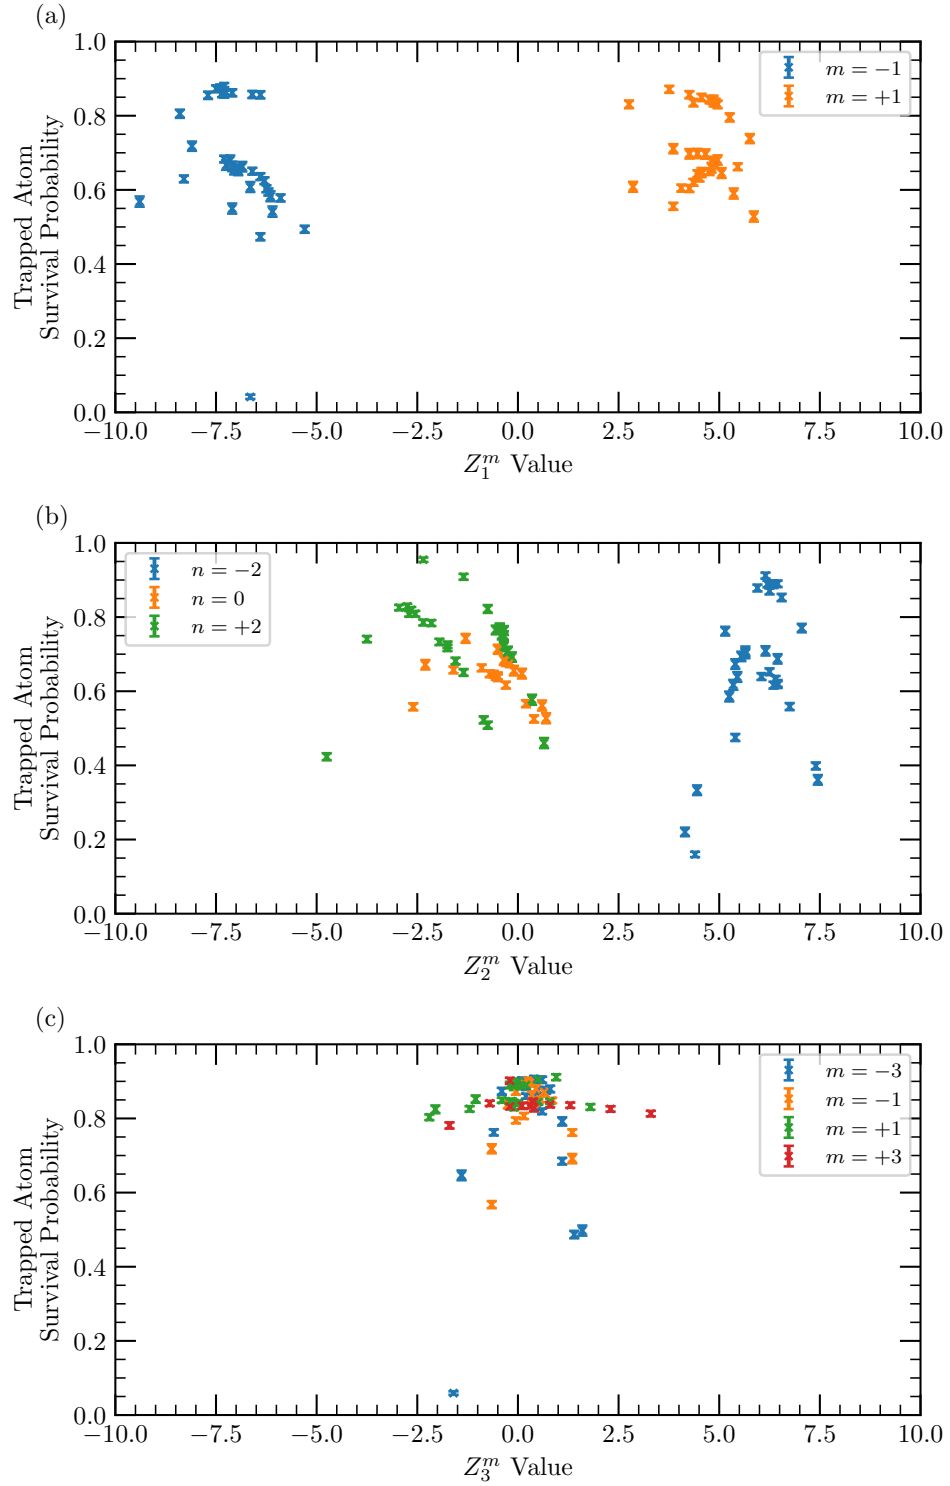 (a)
1.0
0.8
0.6
0.4
0.2
0.0
Trapped Atom
Survival Probability
m = −1
m = +1
−10.0 −7.5 −5.0 −2.5 0.0 2.5 5.0 7.5 10.0
Z_1^m Value
(b)
1.0
0.8
0.6
0.4
0.2
0.0
Trapped Atom
Survival Probability
n = −2
n = 0
n = +2
−10.0 −7.5 −5.0 −2.5 0.0 2.5 5.0 7.5 10.0
Z_2^m Value
(c)
1.0
0.8
0.6
0.4
0.2
0.0
Trapped Atom
Survival Probability
m = −3
m = −1
m = +1
m = +3
−10.0 −7.5 −5.0 −2.5 0.0 2.5 5.0 7.5 10.0
Z_3^m Value